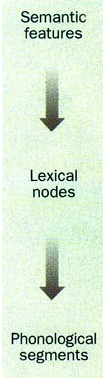 Semantic
features
Lexical
nodes
Phonological
segments